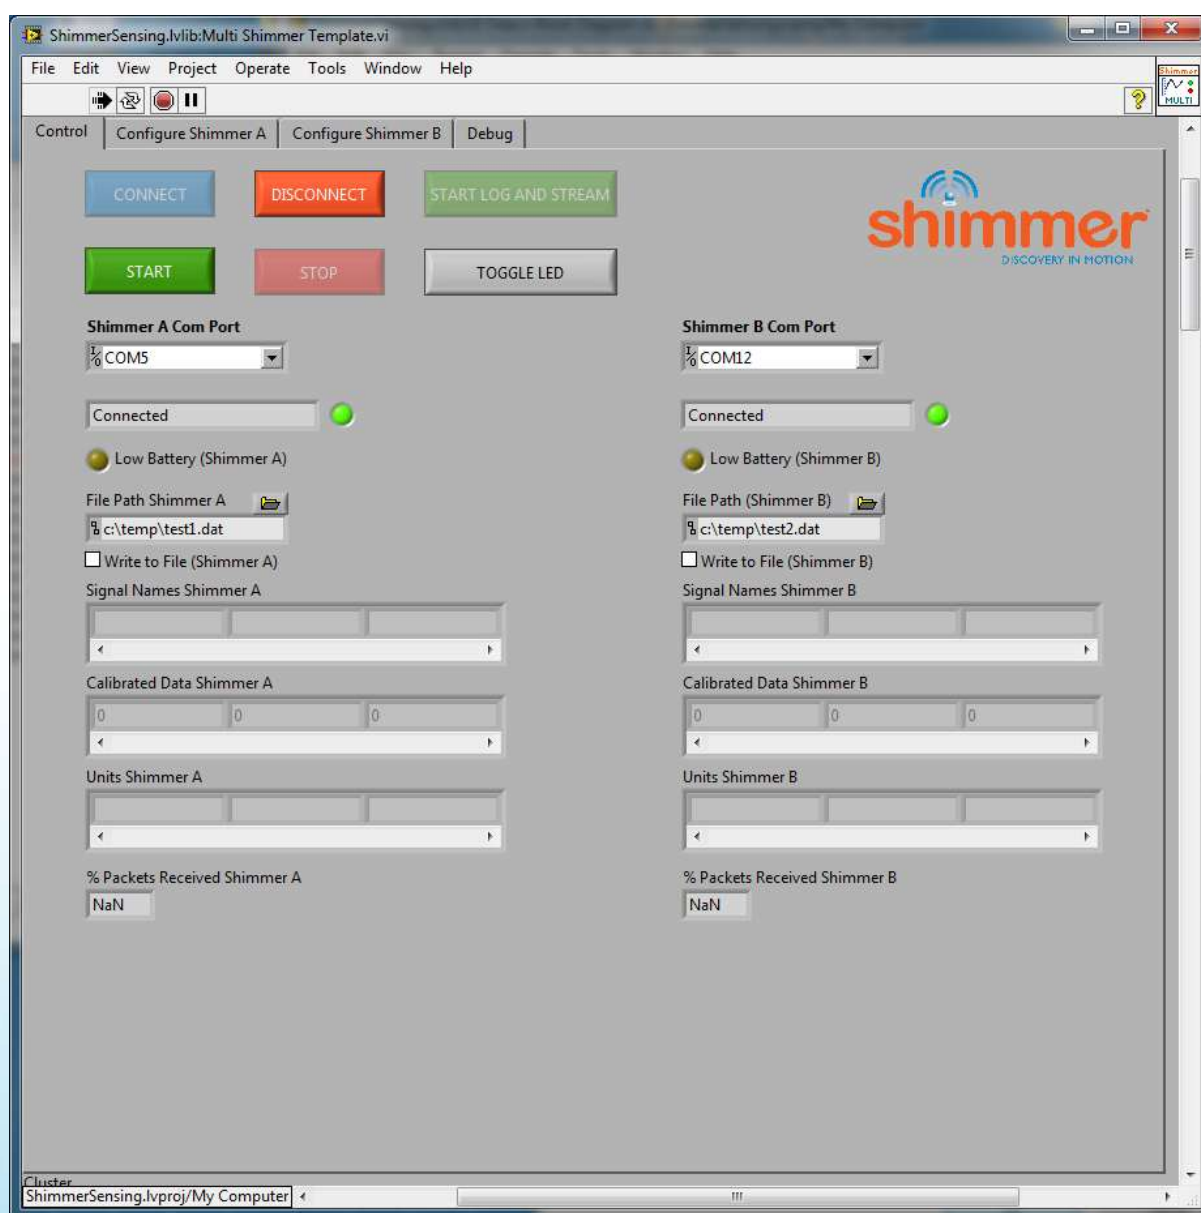 ShimmerSensing.lvlib:Multi Shimmer Template.vi
File Edit View Project Operate Tools Window Help
Shimmer
MULTI
Control Configure Shimmer A Configure Shimmer B Debug
CONNECT DISCONNECT START LOG AND STREAM
shimmer
DISCOVERY IN MOTION
START STOP TOGGLE LED
Shimmer A Com Port Shimmer B Com Port
COM5 COM12
Connected Connected
Low Battery (Shimmer A) Low Battery (Shimmer B)
File Path Shimmer A File Path (Shimmer B)
c:\temp\test1.dat c:\temp\test2.dat
Write to File (Shimmer A) Write to File (Shimmer B)
Signal Names Shimmer A Signal Names Shimmer B
Calibrated Data Shimmer A Calibrated Data Shimmer B
0 0 0 0 0 0
Units Shimmer A Units Shimmer B
% Packets Received Shimmer A % Packets Received Shimmer B
NaN NaN
Cluster
ShimmerSensing.lvproj/My Computer